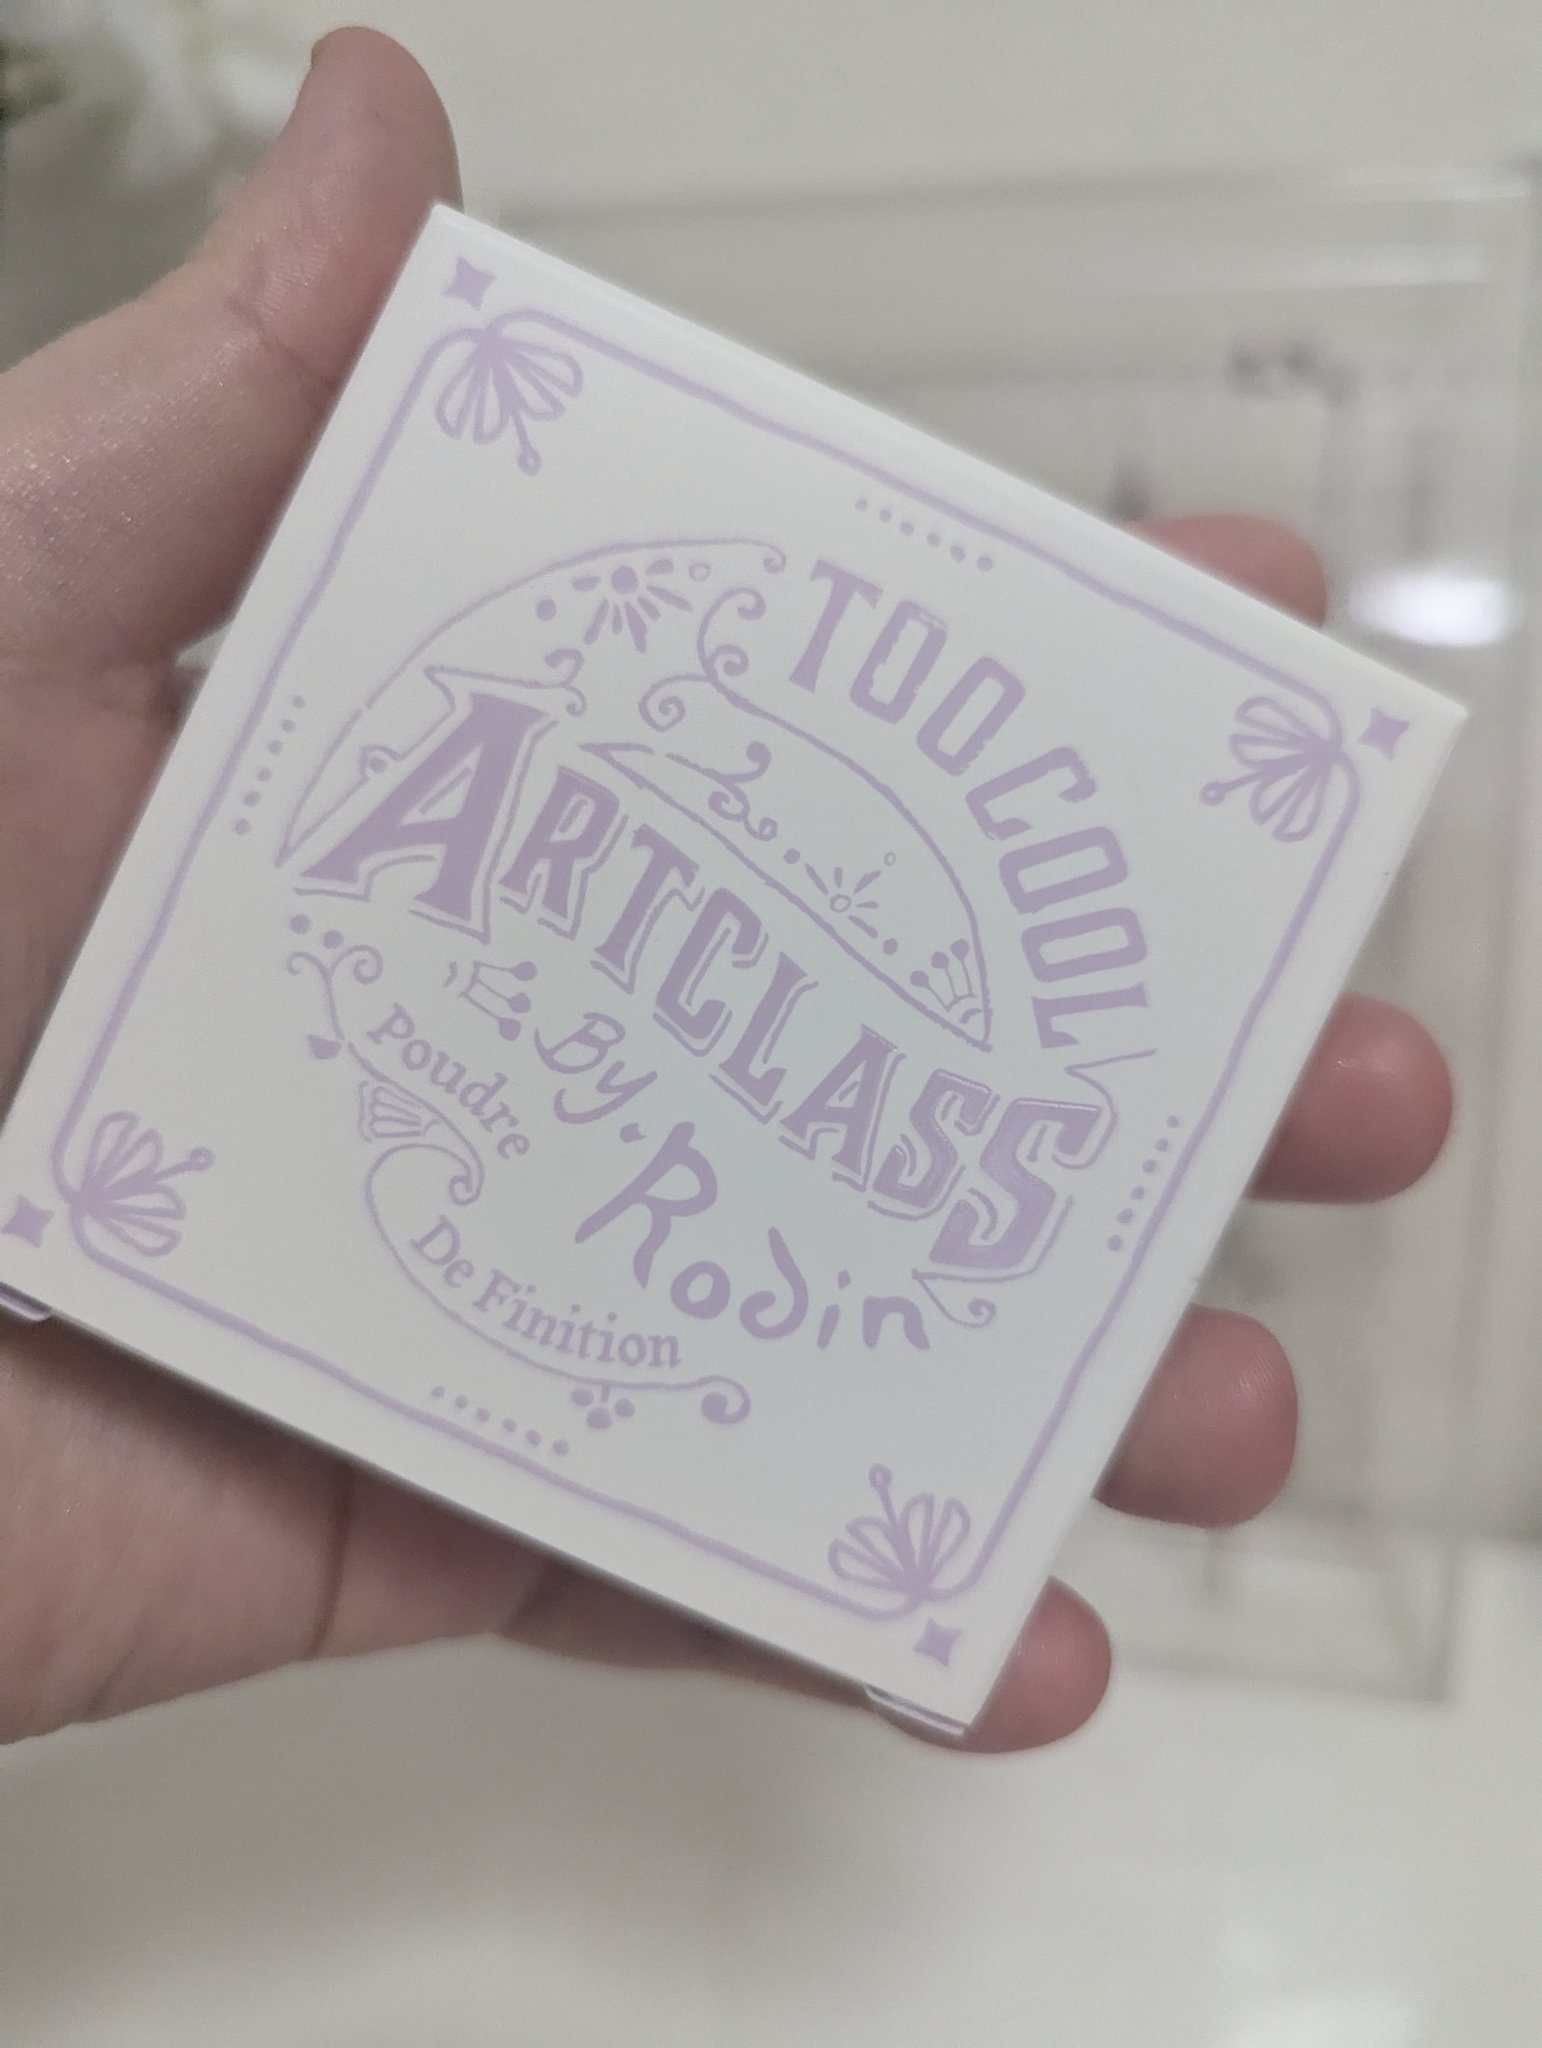 TOO COOL
ARTCLASS
By. Rodin
Poudre
De Finition